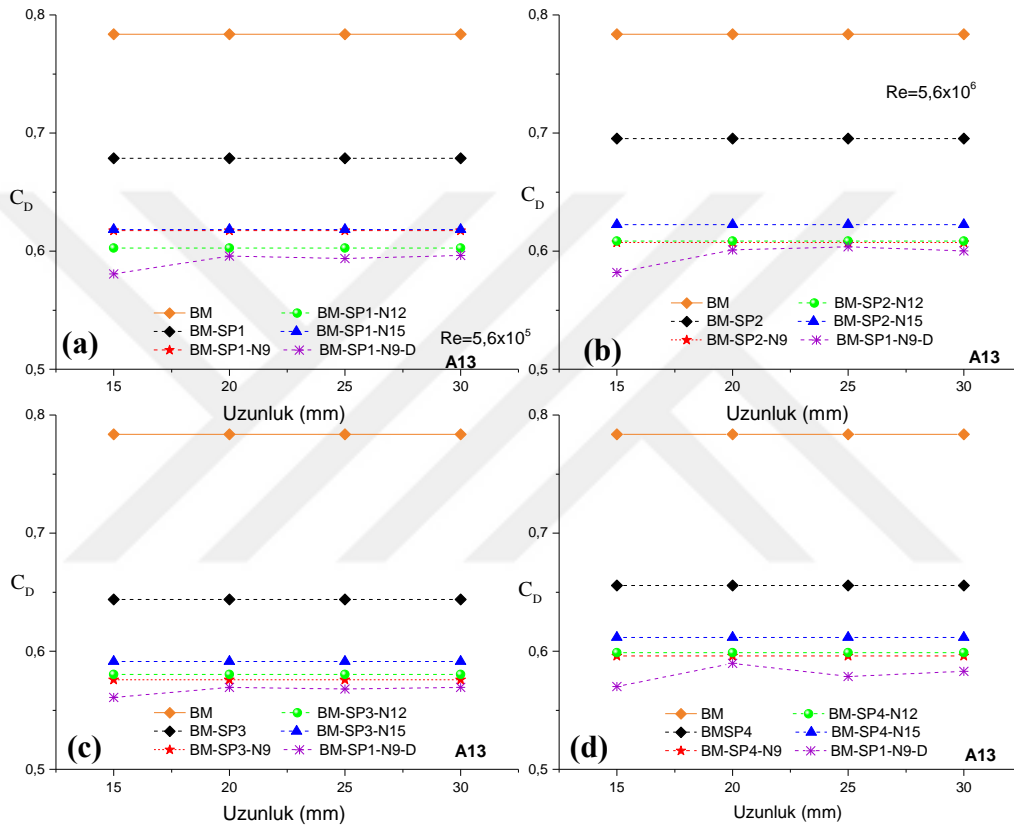 0,8
0,7
0,6
0,5
C_D
BM
BM-SP1
BM-SP1-N9
BM-SP1-N12
BM-SP1-N15
BM-SP1-N9-D
(a)
Re=5,6x10^5
A13
15 20 25 30
Uzunluk (mm)
0,8
0,7
0,6
0,5
C_D
Re=5,6x10^6
BM
BM-SP2
BM-SP2-N9
BM-SP2-N12
BM-SP2-N15
BM-SP1-N9-D
(b)
A13
15 20 25 30
Uzunluk (mm)
0,8
0,7
0,6
0,5
C_D
BM
BM-SP3
BM-SP3-N9
BM-SP3-N12
BM-SP3-N15
BM-SP1-N9-D
(c)
A13
15 20 25 30
Uzunluk (mm)
0,8
0,7
0,6
0,5
C_D
BM
BMSP4
BM-SP4-N9
BM-SP4-N12
BM-SP4-N15
BM-SP1-N9-D
(d)
A13
15 20 25 30
Uzunluk (mm)